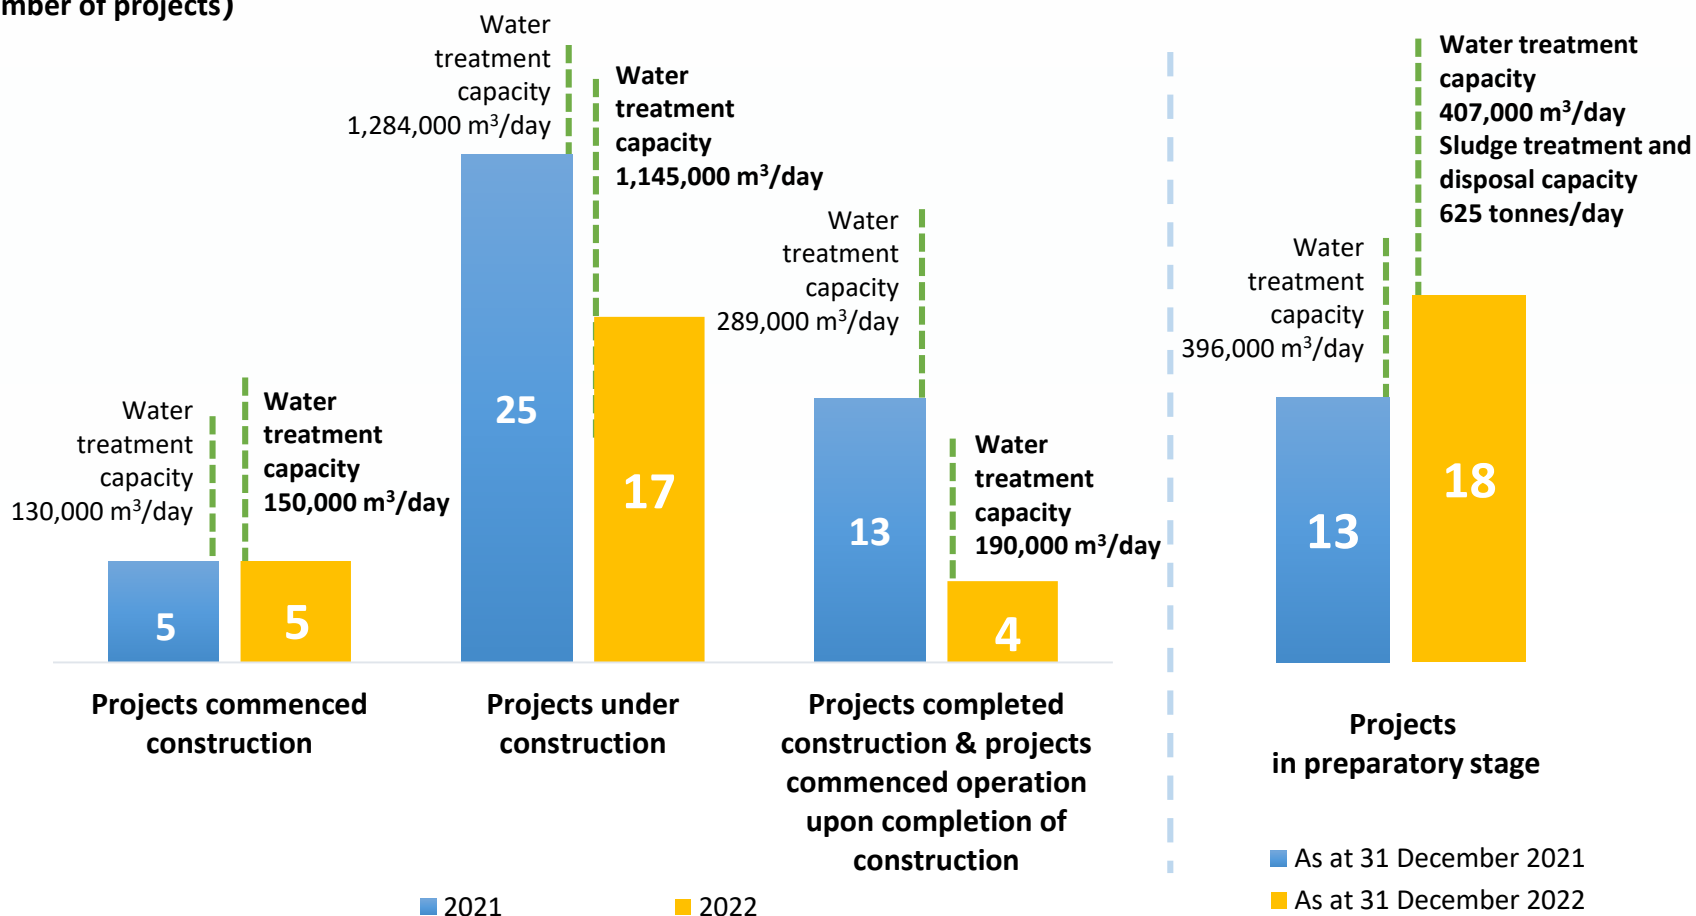 mber of projects)
Water
treatment
capacity
1,284,000 m³/day
Water
treatment
capacity
1,145,000 m³/day
Water treatment
capacity
407,000 m³/day
Sludge treatment and
disposal capacity
625 tonnes/day
Water
treatment
capacity
289,000 m³/day
Water
treatment
capacity
396,000 m³/day
Water
treatment
capacity
130,000 m³/day
Water
treatment
capacity
150,000 m³/day
Water
treatment
capacity
190,000 m³/day
5
5
25
17
13
4
13
18
Projects commenced
construction
Projects under
construction
Projects completed
construction & projects
commenced operation
upon completion of
construction
Projects
in preparatory stage
2021
2022
As at 31 December 2021
As at 31 December 2022